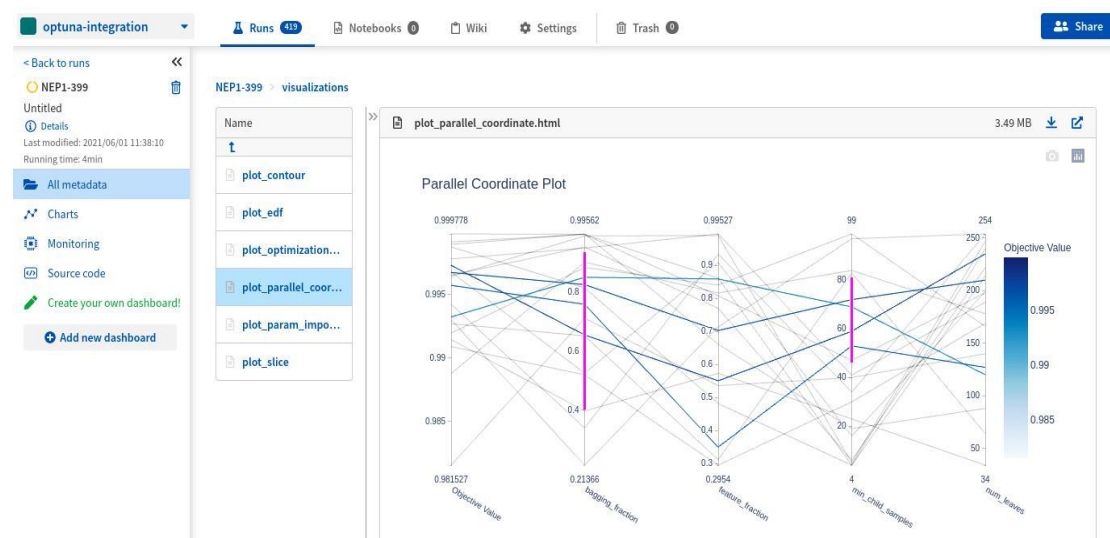 optuna-integration
Runs 419
Notebooks 0
Wiki
Settings
Trash 0
Share
< Back to runs
NEP1-399
Untitled
Details
Last modified: 2021/06/01 11:38:10
Running time: 4min
All metadata
Charts
Monitoring
Source code
Create your own dashboard!
Add new dashboard
NEP1-399 > visualizations
Name
plot_contour
plot_edf
plot_optimization...
plot_parallel_coor...
plot_param_impo...
plot_slice
plot_parallel_coordinate.html
3.49 MB
Parallel Coordinate Plot
0.999778
0.995
0.99
0.985
0.981527
Objective Value
0.99562
0.8
0.6
0.4
0.21366
bagging_fraction
0.99527
0.9
0.8
0.7
0.6
0.5
0.4
0.3
0.2954
feature_fraction
99
80
60
40
20
4
min_child_samples
254
250
200
150
100
50
34
num_leaves
Objective Value
0.995
0.99
0.985